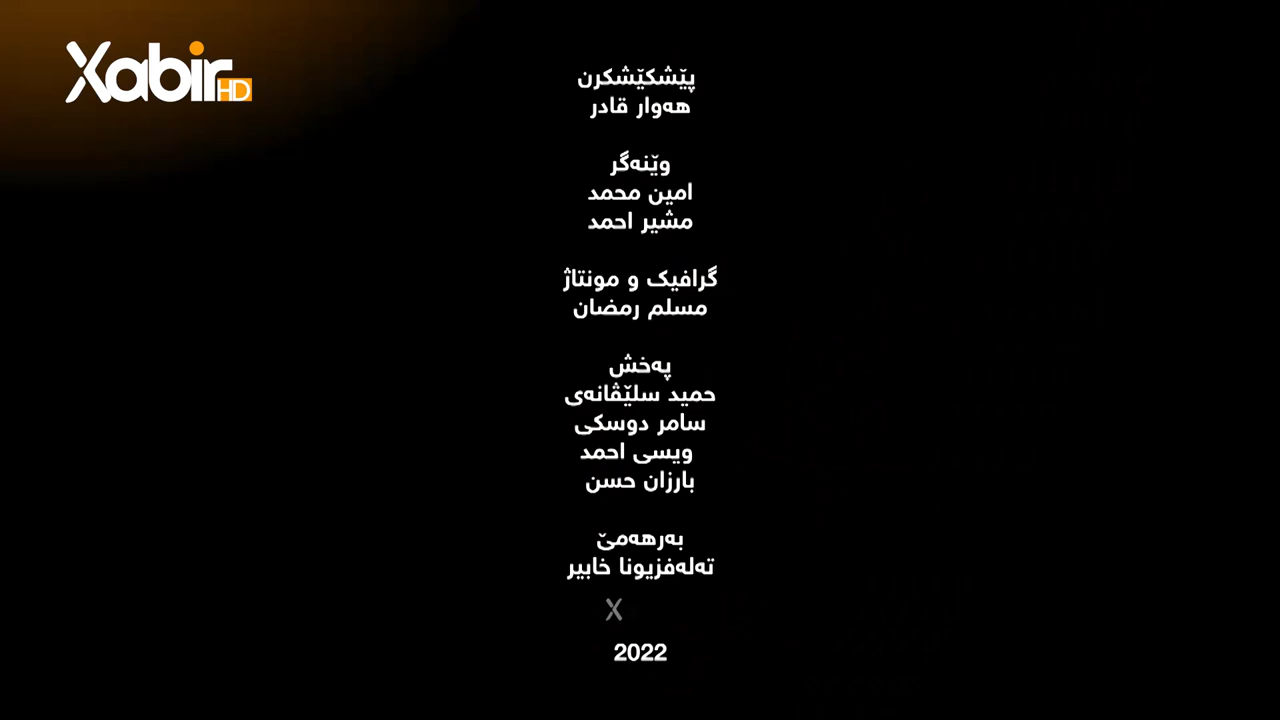 Xabir HD
پێشکێشکرن
هەوار قادر
وێنەگر
امین محمد
مشیر احمد
گرافیک و مونتاژ
مسلم رمضان
پەخش
حمید سلێڤانەی
سامر دوسکی
ویسی احمد
بارزان حسن
بەرهەمێ
تەلەفزیونا خابیر
X
2022